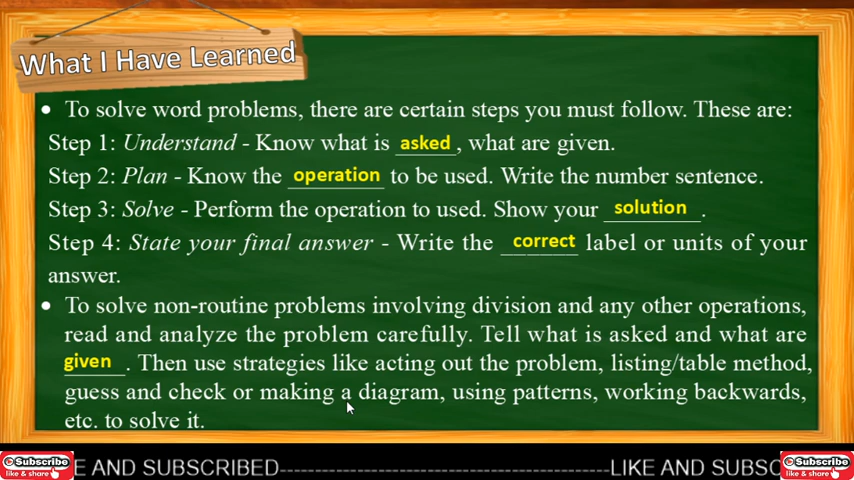 What I Have Learned
• To solve word problems, there are certain steps you must follow. These are:
Step 1: Understand - Know what is asked, what are given.
Step 2: Plan - Know the operation to be used. Write the number sentence.
Step 3: Solve - Perform the operation to used. Show your solution.
Step 4: State your final answer - Write the correct label or units of your
answer.
• To solve non-routine problems involving division and any other operations,
read and analyze the problem carefully. Tell what is asked and what are
given. Then use strategies like acting out the problem, listing/table method,
guess and check or making a diagram, using patterns, working backwards,
etc. to solve it.
Subscribe
like & share
E AND SUBSCRIBED---------------------------------------------LIKE AND SUBSC
Subscribe
like & share